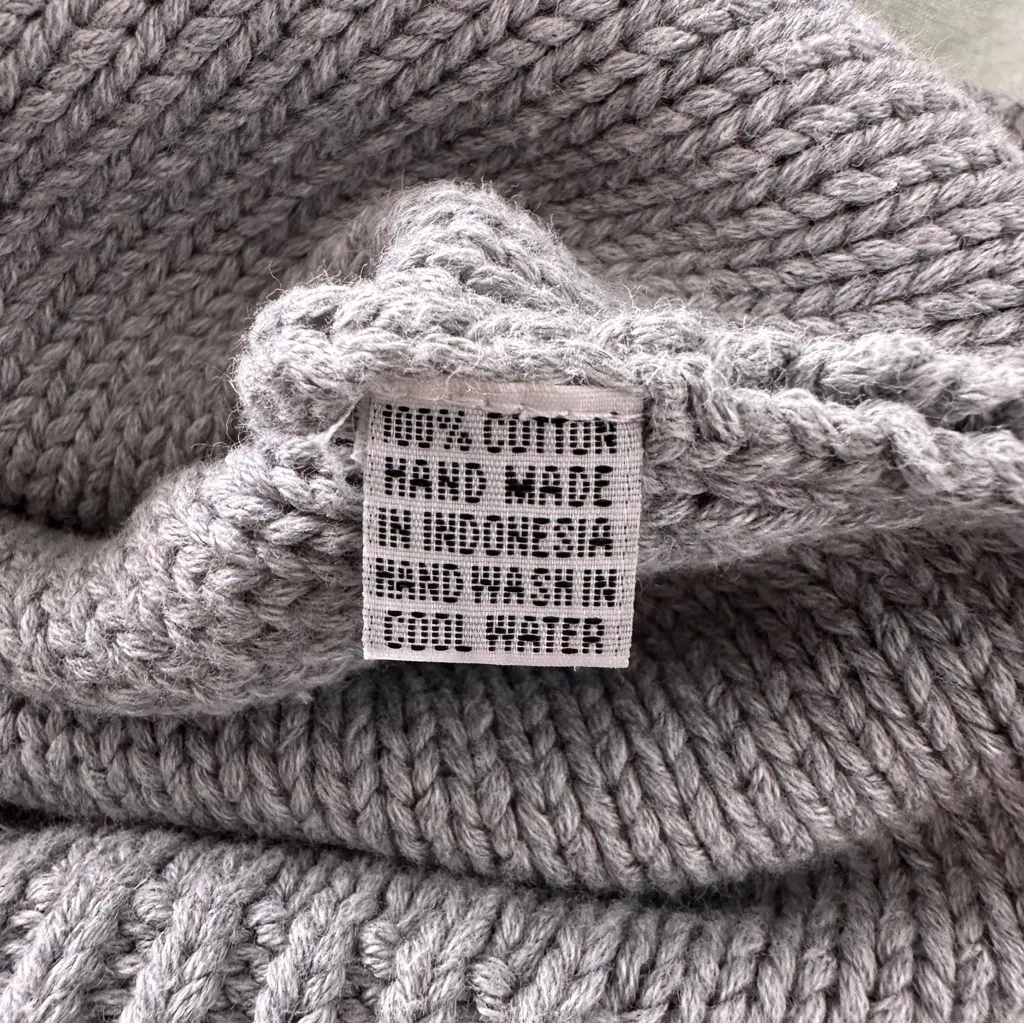 100% COTTON
HAND MADE
IN INDONESIA
HAND WASH IN
COOL WATER